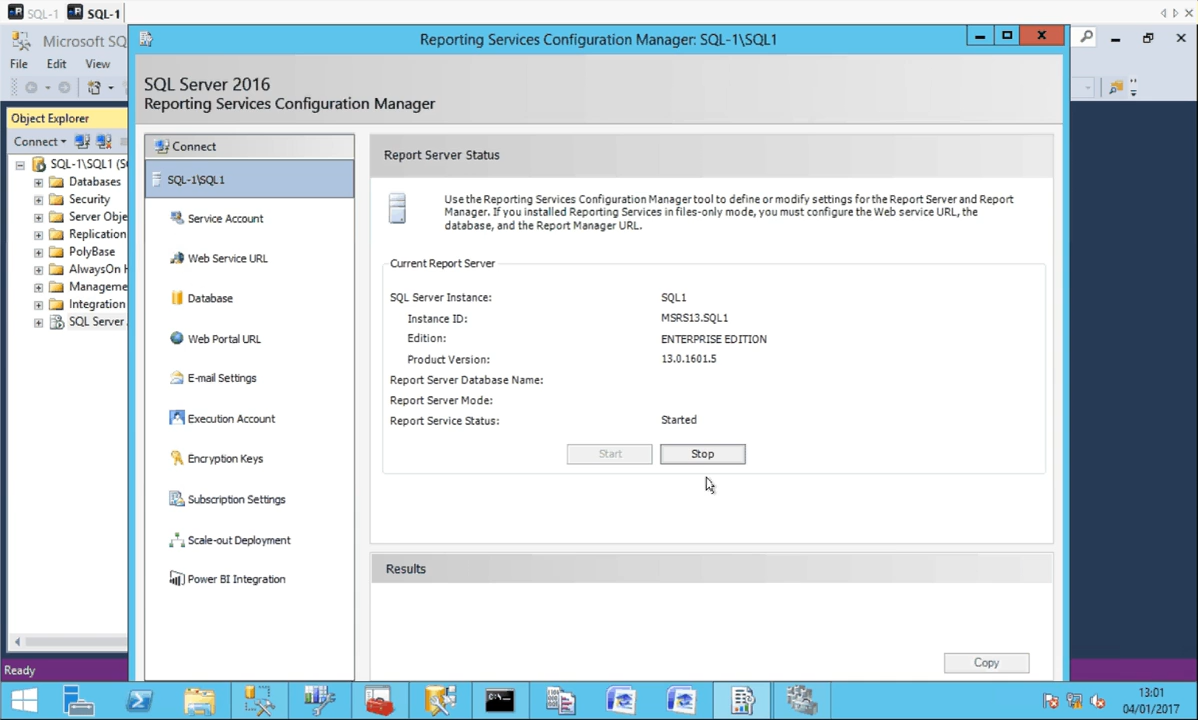 SQL-1
SQL-1
Microsoft SQ
File Edit View
Object Explorer
Connect
SQL-1\SQL1 (S
Databases
Security
Server Obje
Replication
PolyBase
AlwaysOn H
Manageme
Integration
SQL Server
Ready
Reporting Services Configuration Manager: SQL-1\SQL1
SQL Server 2016
Reporting Services Configuration Manager
Connect
SQL-1\SQL1
Service Account
Web Service URL
Database
Web Portal URL
E-mail Settings
Execution Account
Encryption Keys
Subscription Settings
Scale-out Deployment
Power BI Integration
Report Server Status
Use the Reporting Services Configuration Manager tool to define or modify settings for the Report Server and Report
Manager. If you installed Reporting Services in files-only mode, you must configure the Web service URL, the
database, and the Report Manager URL.
Current Report Server
SQL Server Instance: SQL1
Instance ID: MSRS13.SQL1
Edition: ENTERPRISE EDITION
Product Version: 13.0.1601.5
Report Server Database Name:
Report Server Mode:
Report Service Status: Started
Start Stop
Results
Copy
13:01
04/01/2017